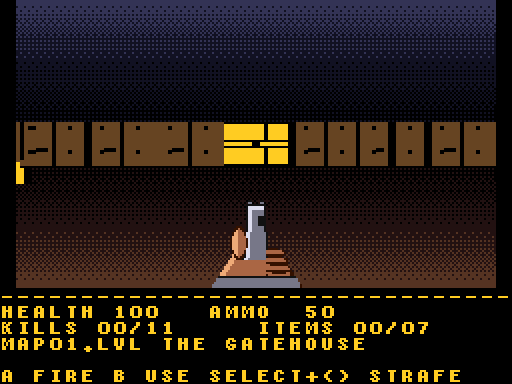 HEALTH 100 AMMO 50
KILLS 00/11 ITEMS 00/07
MAP01.LVL THE GATEHOUSE
A FIRE B USE SELECT+<> STRAFE